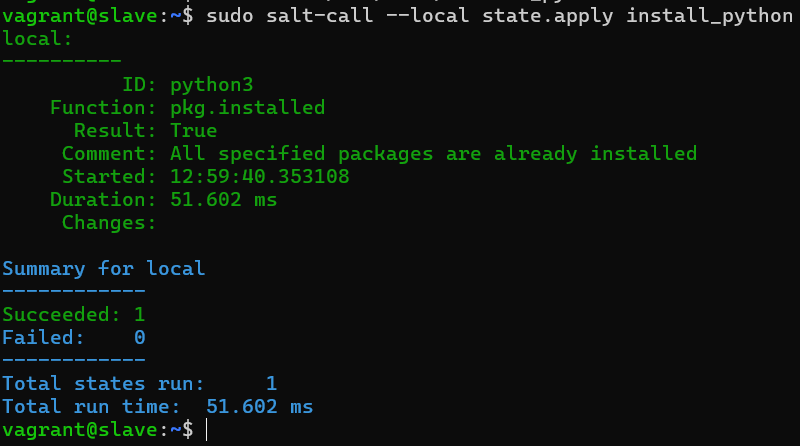 vagrant@slave:~$ sudo salt-call --local state.apply install_python
local:
----------
          ID: python3
    Function: pkg.installed
      Result: True
     Comment: All specified packages are already installed
     Started: 12:59:40.353108
    Duration: 51.602 ms
     Changes:

Summary for local
------------
Succeeded: 1
Failed:    0
------------
Total states run:     1
Total run time:  51.602 ms
vagrant@slave:~$